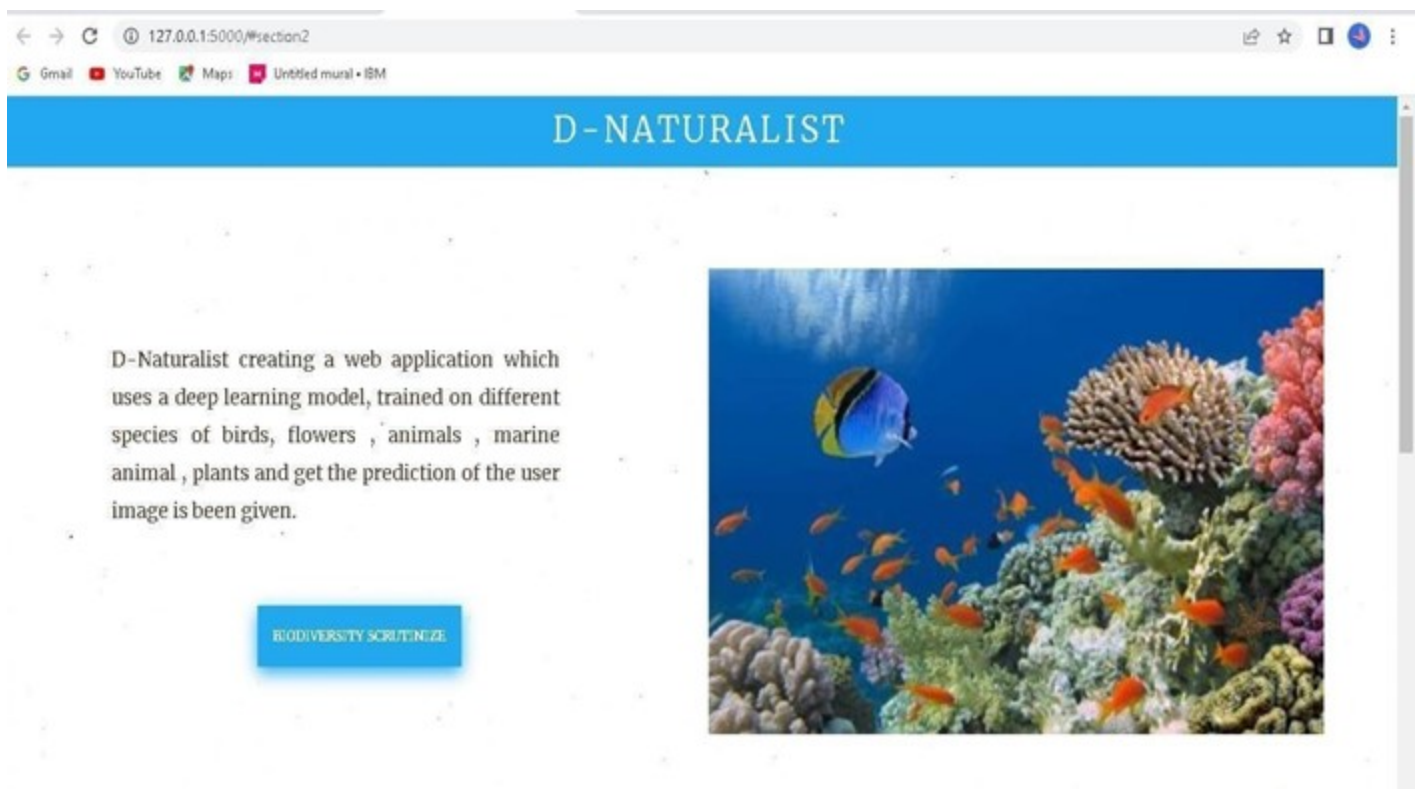 127.0.0.1:5000/#section2
Gmail YouTube Maps Untitled mural • IBM
D-NATURALIST
D-Naturalist creating a web application which
uses a deep learning model, trained on different
species of birds, flowers , animals , marine
animal , plants and get the prediction of the user
image is been given.
BIODIVERSITY SCRUTINIZE